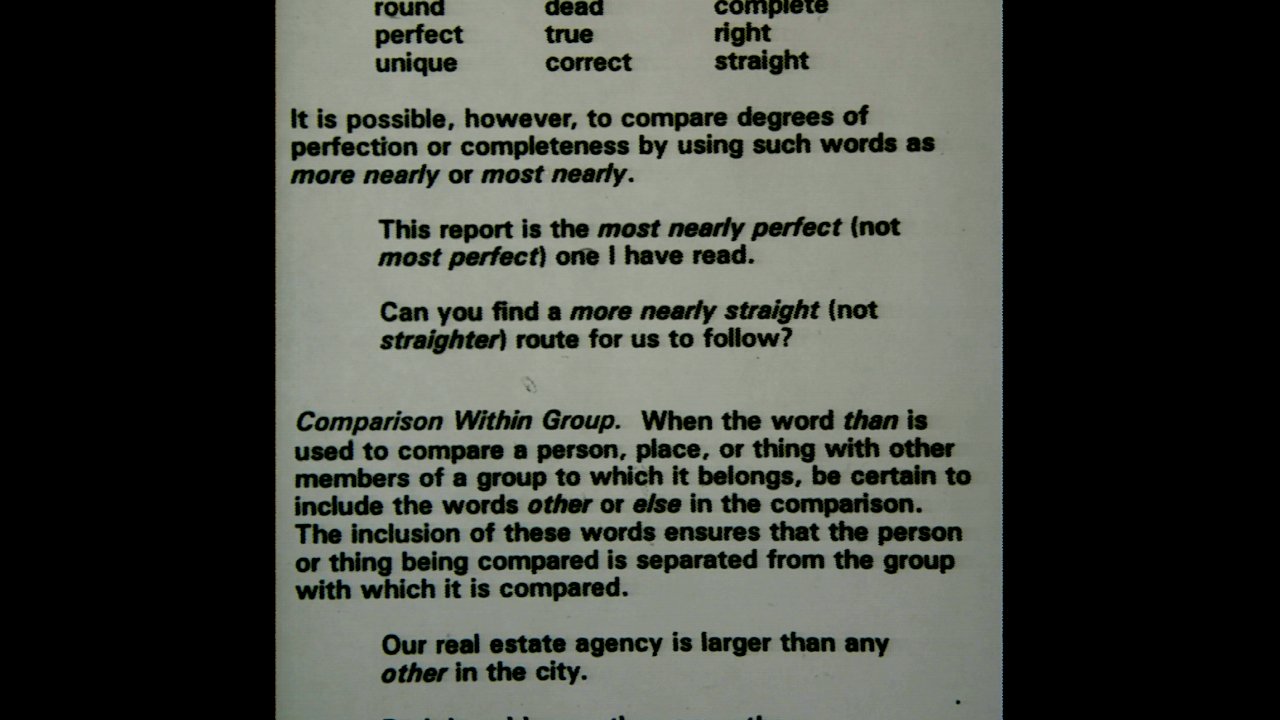 round dead complete
perfect true right
unique correct straight
It is possible, however, to compare degrees of
perfection or completeness by using such words as
more nearly or most nearly.
This report is the most nearly perfect (not
most perfect) one I have read.
Can you find a more nearly straight (not
straighter) route for us to follow?
Comparison Within Group. When the word than is
used to compare a person, place, or thing with other
members of a group to which it belongs, be certain to
include the words other or else in the comparison.
The inclusion of these words ensures that the person
or thing being compared is separated from the group
with which it is compared.
Our real estate agency is larger than any
other in the city.